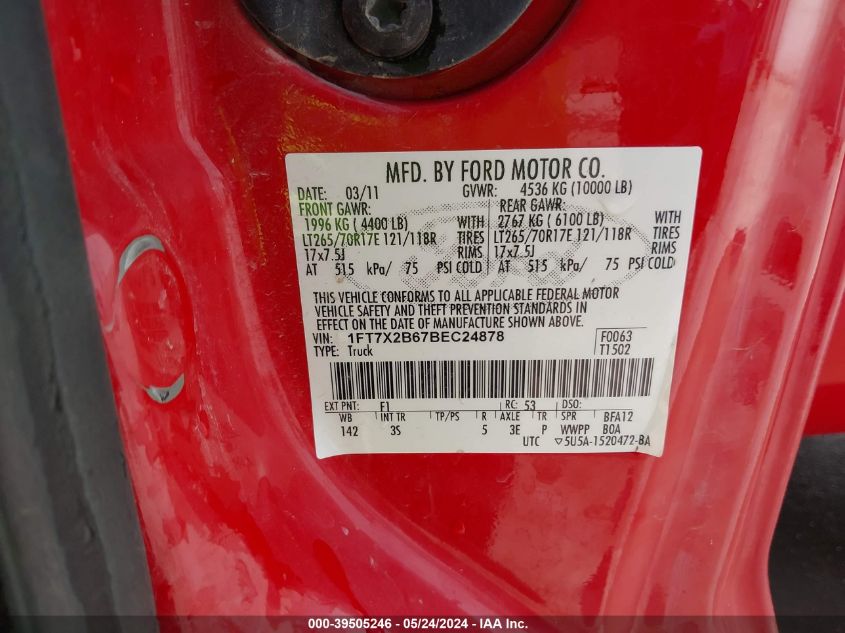 MFD. BY FORD MOTOR CO.
DATE: 03/11 GVWR: 4536 KG (10000 LB)
FRONT GAWR: REAR GAWR:
1996 KG ( 4400 LB) WITH 2767 KG ( 6100 LB) WITH
LT265/70R17E 121/118R TIRES LT265/70R17E 121/118R TIRES
17x7.5J RIMS 17x7.5J RIMS
AT 515 kPa/ 75 PSI COLD AT 515 kPa/ 75 PSI COLD
THIS VEHICLE CONFORMS TO ALL APPLICABLE FEDERAL MOTOR
VEHICLE SAFETY AND THEFT PREVENTION STANDARDS IN
EFFECT ON THE DATE OF MANUFACTURE SHOWN ABOVE.
VIN: 1FT7X2B67BEC24878 F0063
TYPE: Truck T1502
EXT PNT: F1 RC: 53 DSO:
WB INT TR TP/PS R AXLE TR SPR BFA12
142 3S 5 3E P WWPP B0A
UTC ▽5U5A-1520472-BA
000-39505246 - 05/24/2024 - IAA Inc.